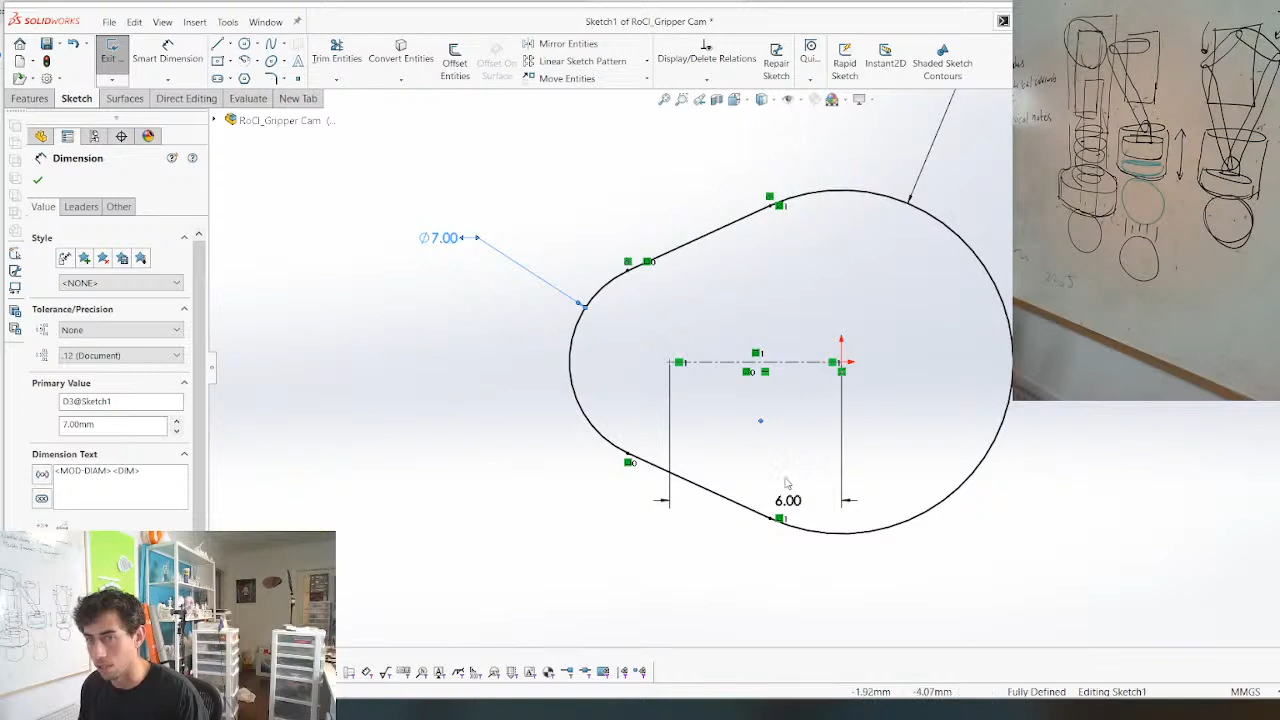 SOLIDWORKS File Edit View Insert Tools Window Sketch1 of RoCl_Gripper Cam *
Exit ... Smart Dimension Trim Entities Convert Entities Offset Entities Offset On Surface Mirror Entities Linear Sketch Pattern Move Entities Display/Delete Relations Repair Sketch Qui... Rapid Sketch Instant2D Shaded Sketch Contours
Features Sketch Surfaces Direct Editing Evaluate New Tab
RoCl_Gripper Cam (...
Dimension
Value Leaders Other
Style
<NONE>
Tolerance/Precision
None
.12 (Document)
Primary Value
D3@Sketch1
7.00mm
Dimension Text
<MOD-DIAM><DIM>
∅7.00
6.00
notes
-1.92mm -4.07mm Fully Defined Editing Sketch1 MMGS